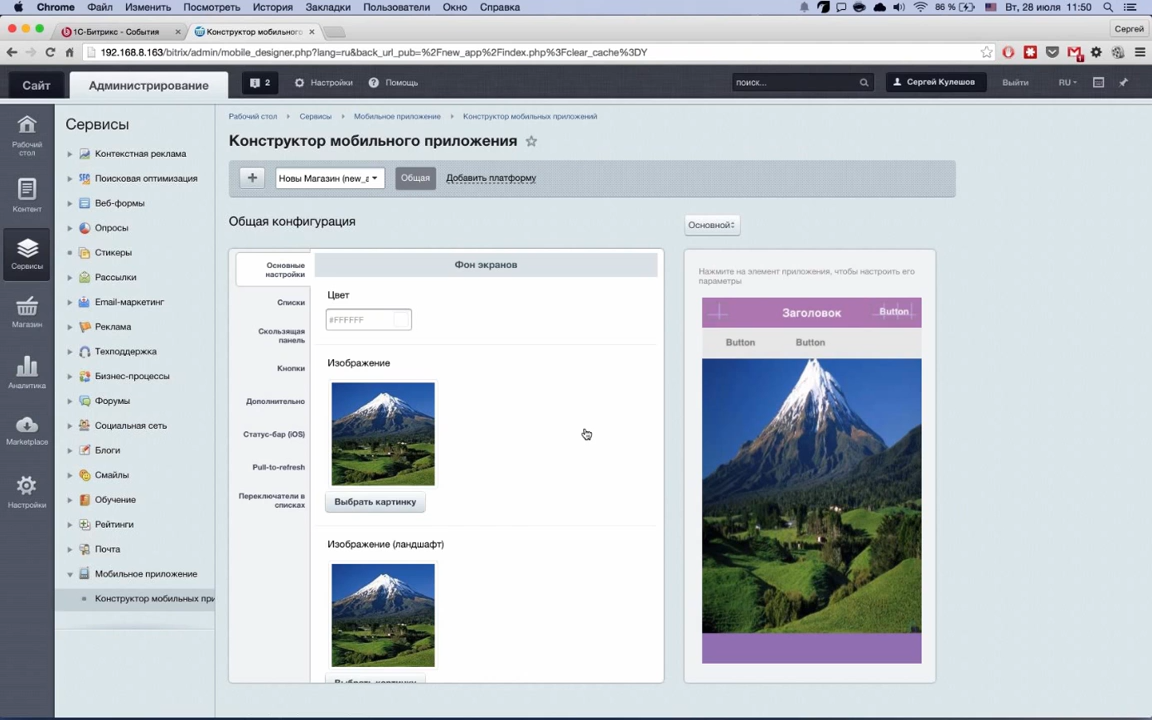 Chrome Файл Изменить Посмотреть История Закладки Пользователи Окно Справка 86 % Вт, 28 июля 11:50
1С-Битрикс - События Конструктор мобильного Сергей
192.168.8.163/bitrix/admin/mobile_designer.php?lang=ru&back_url_pub=%2Fnew_app%2Findex.php%3Fclear_cache%3DY
Сайт Администрирование 2 Настройки Помощь поиск... Сергей Кулешов Выйти RU
Рабочий стол
Контент
Сервисы
Магазин
Аналитика
Marketplace
Настройки
Сервисы
Контекстная реклама
Поисковая оптимизация
Веб-формы
Опросы
Стикеры
Рассылки
Email-маркетинг
Реклама
Техподдержка
Бизнес-процессы
Форумы
Социальная сеть
Блоги
Смайлы
Обучение
Рейтинги
Почта
Мобильное приложение
Конструктор мобильных при
Рабочий стол Сервисы Мобильное приложение Конструктор мобильных приложений
Конструктор мобильного приложения
Новы Магазин (new_a Общая Добавить платформу
Общая конфигурация
Основной
Основные
настройки
Списки
Скользящая
панель
Кнопки
Дополнительно
Статус-бар (iOS)
Pull-to-refresh
Переключатели в
списках
Фон экранов
Цвет
#FFFFFF
Изображение
Выбрать картинку
Изображение (ландшафт)
Выбрать картинку
Нажмите на элемент приложения, чтобы настроить его
параметры
Заголовок Button
Button Button